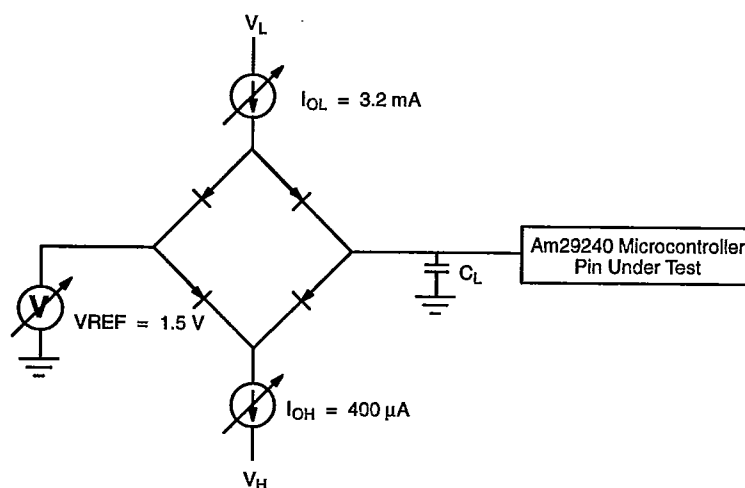 VL
IOL = 3.2 mA
Am29240 Microcontroller
Pin Under Test
CL
V
VREF = 1.5 V
IOH = 400 μA
VH